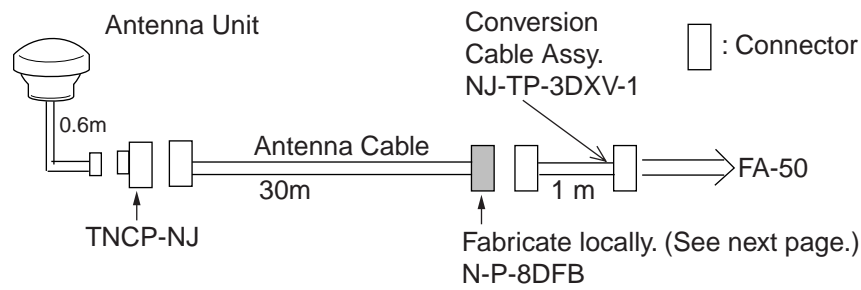 Antenna Unit
Conversion
Cable Assy.
NJ-TP-3DXV-1
: Connector
0.6m
Antenna Cable
30m
1 m
FA-50
TNCP-NJ
Fabricate locally. (See next page.)
N-P-8DFB